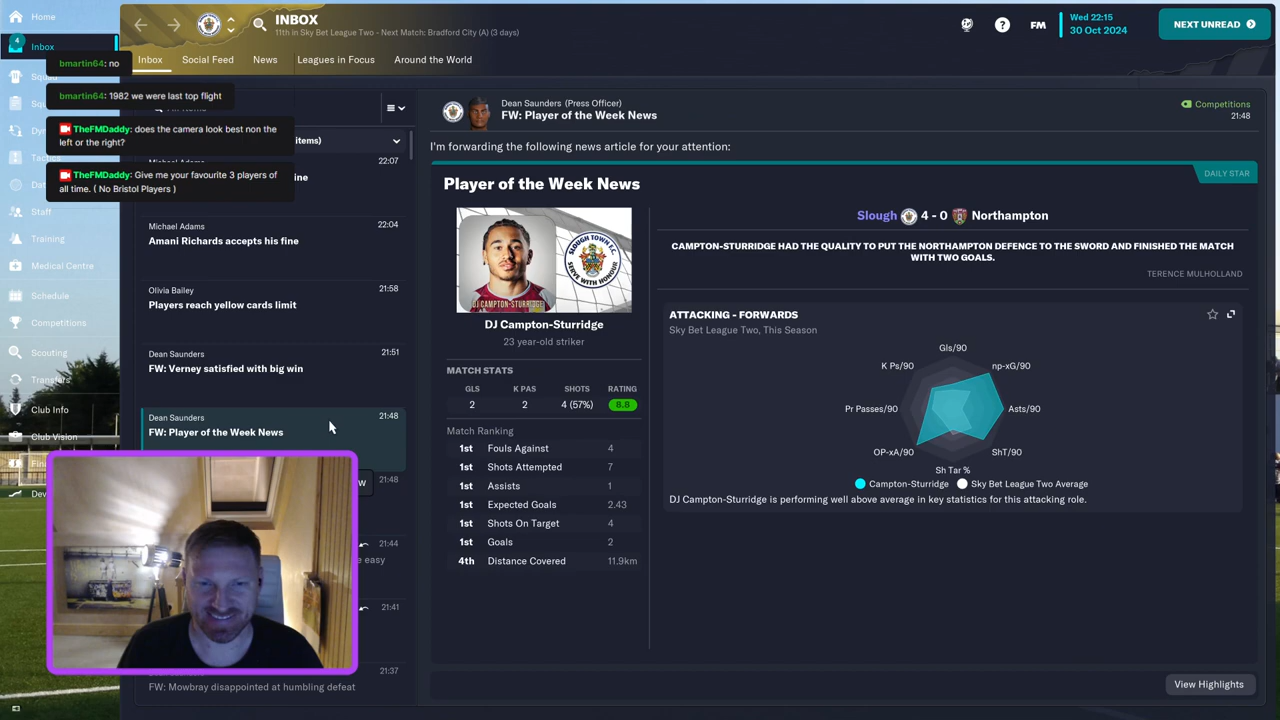 Home
INBOX
11th in Sky Bet League Two - Next Match: Bradford City (A) (3 days)
FM
Wed 22:15
30 Oct 2024
NEXT UNREAD
4
Inbox
Inbox
Social Feed
News
Leagues in Focus
Around the World
bmartin64: no
bmartin64: 1982 we were last top flight
TheFMDaddy: does the camera look best non the
left or the right?
TheFMDaddy: Give me your favourite 3 players of
all time. ( No Bristol Players )
Staff
Training
Medical Centre
Schedule
Competitions
Scouting
Transfers
Club Info
Club Vision
items)
Michael Adams
22:07
ine
Michael Adams
22:04
Amani Richards accepts his fine
Olivia Bailey
21:58
Players reach yellow cards limit
Dean Saunders
21:51
FW: Verney satisfied with big win
Dean Saunders
21:48
FW: Player of the Week News
21:48
W
21:44
e easy
21:41
21:37
FW: Mowbray disappointed at humbling defeat
Dean Saunders (Press Officer)
FW: Player of the Week News
Competitions
21:48
I'm forwarding the following news article for your attention:
DAILY STAR
Player of the Week News
SLOUGH TOWN F.C.
SERVE WITH HONOUR
DJ CAMPTON-STURRIDGE
DJ Campton-Sturridge
23 year-old striker
MATCH STATS
GLS K PAS SHOTS RATING
2 2 4 (57%) 8.8
Match Ranking
1st Fouls Against 4
1st Shots Attempted 7
1st Assists 1
1st Expected Goals 2.43
1st Shots On Target 4
1st Goals 2
4th Distance Covered 11.9km
Slough 4 - 0 Northampton
CAMPTON-STURRIDGE HAD THE QUALITY TO PUT THE NORTHAMPTON DEFENCE TO THE SWORD AND FINISHED THE MATCH
WITH TWO GOALS.
TERENCE MULHOLLAND
ATTACKING - FORWARDS
Sky Bet League Two, This Season
Gls/90
K Ps/90
np-xG/90
Pr Passes/90
Asts/90
OP-xA/90
ShT/90
Sh Tar %
Campton-Sturridge
Sky Bet League Two Average
DJ Campton-Sturridge is performing well above average in key statistics for this attacking role.
View Highlights